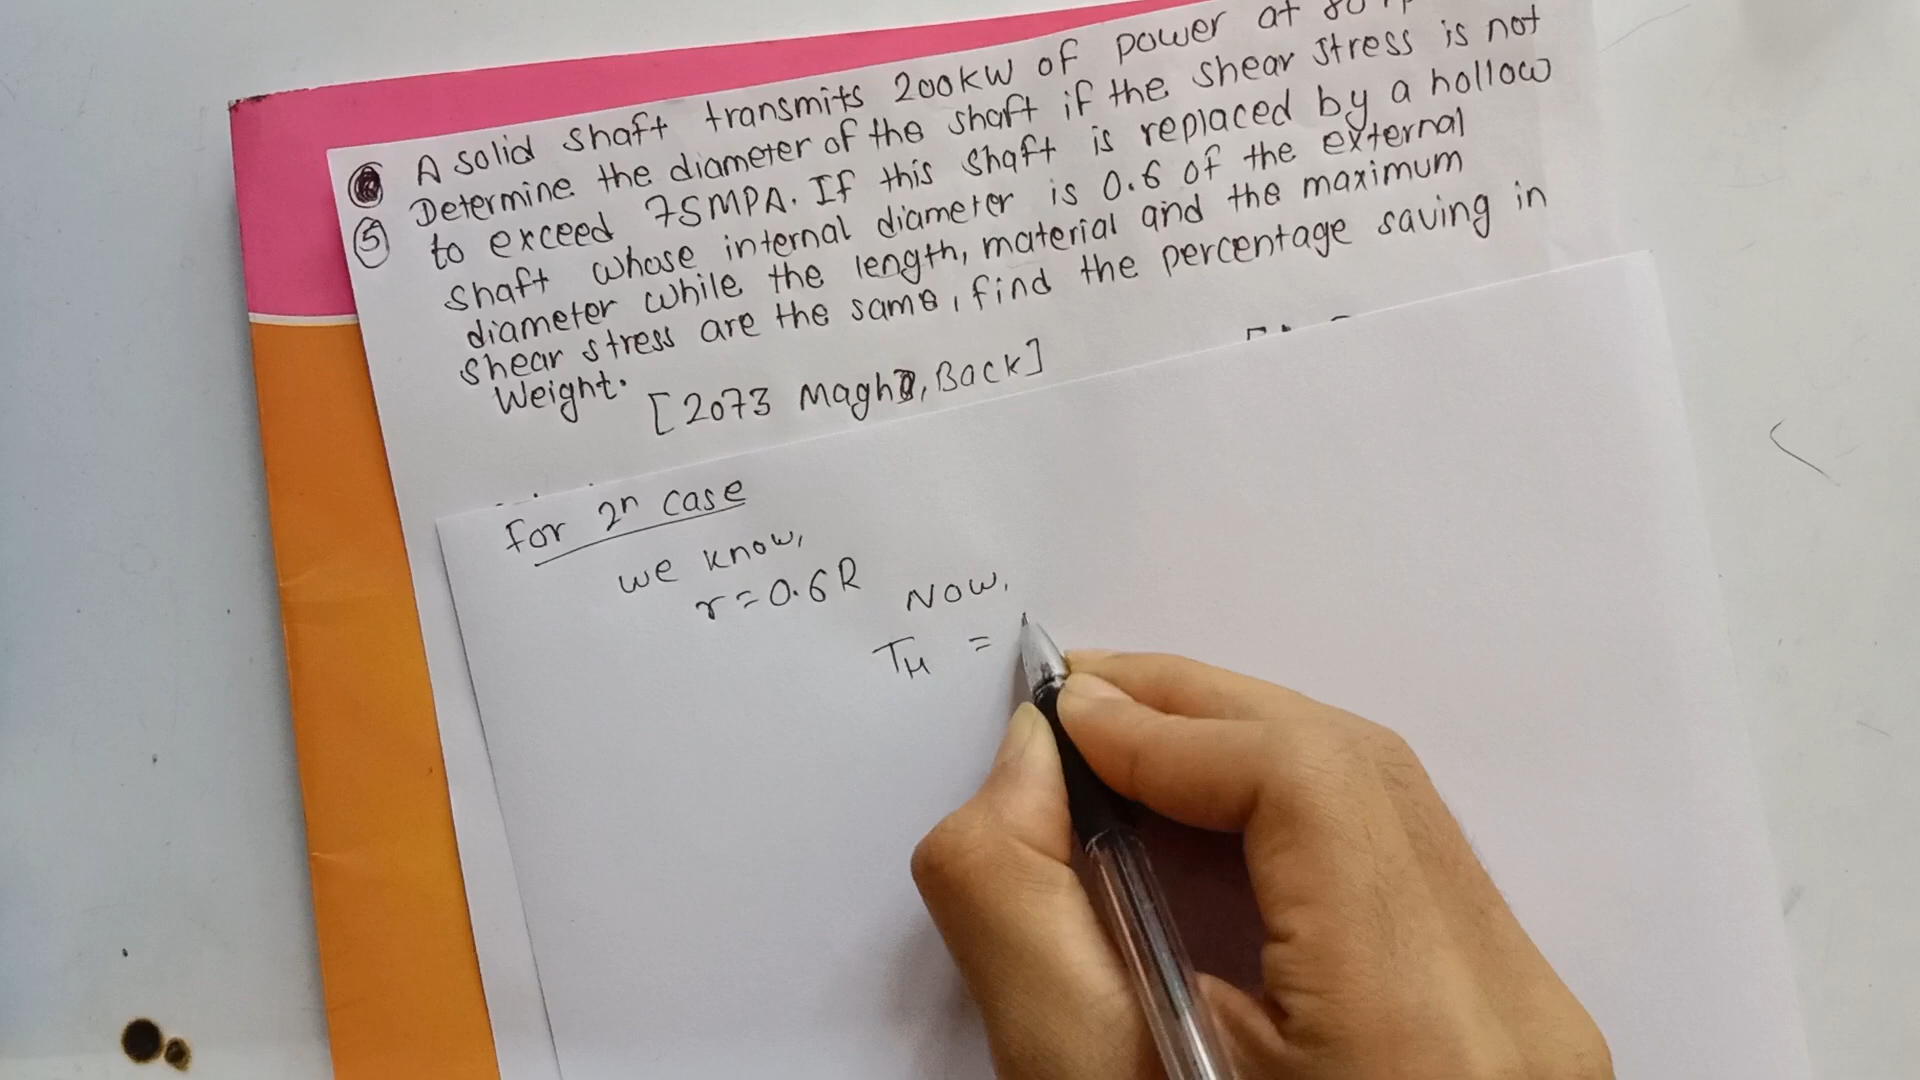 A solid shaft transmits 200kW of power at 80
⑤ Determine the diameter of the shaft if the shear stress is not
to exceed 75MPA. If this shaft is replaced by a hollow
shaft whose internal diameter is 0.6 of the external
diameter while the length, material and the maximum
shear stress are the same, find the percentage saving in
Weight.
[2073 Magh, Back]
For 2n case
we know,
r = 0.6R
NOW,
TH =